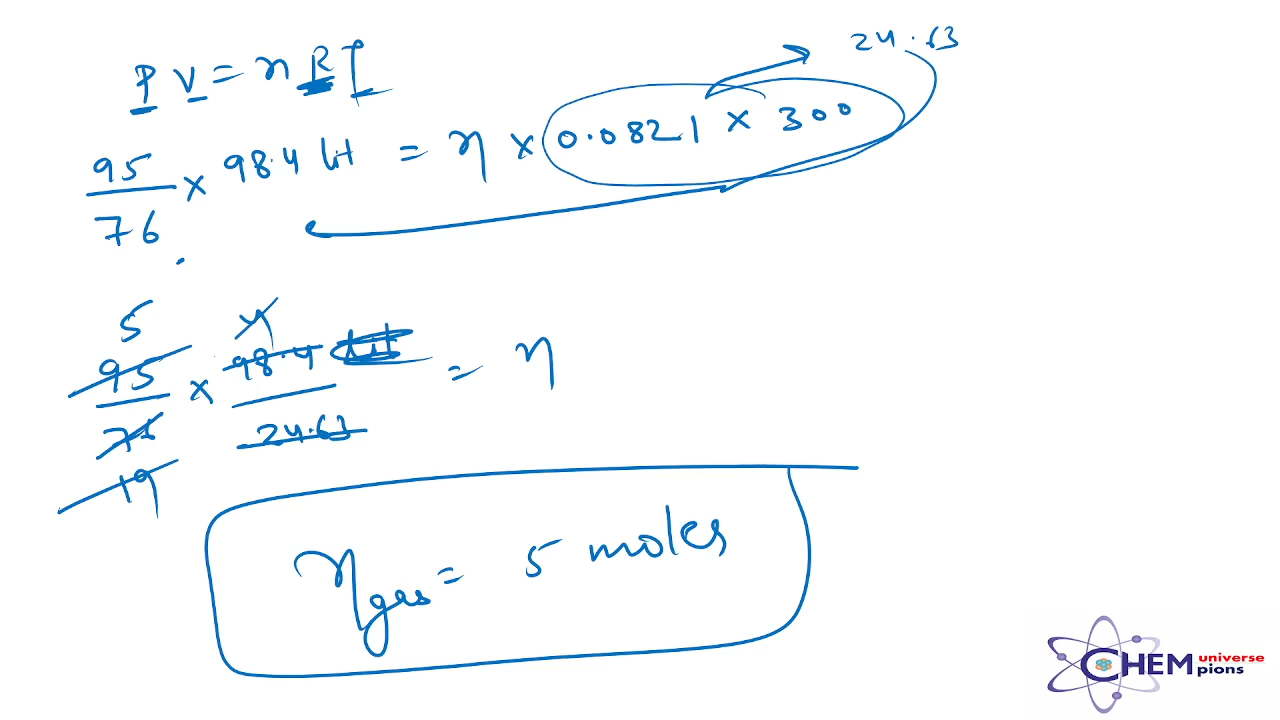 PV = nRT
24.63
95/76 × 98.4 lit = n × 0.0821 × 300
5 4
95/76 × 98.4 Lit/24.63 = n
19
n gas = 5 moles
CHEM universe
pions